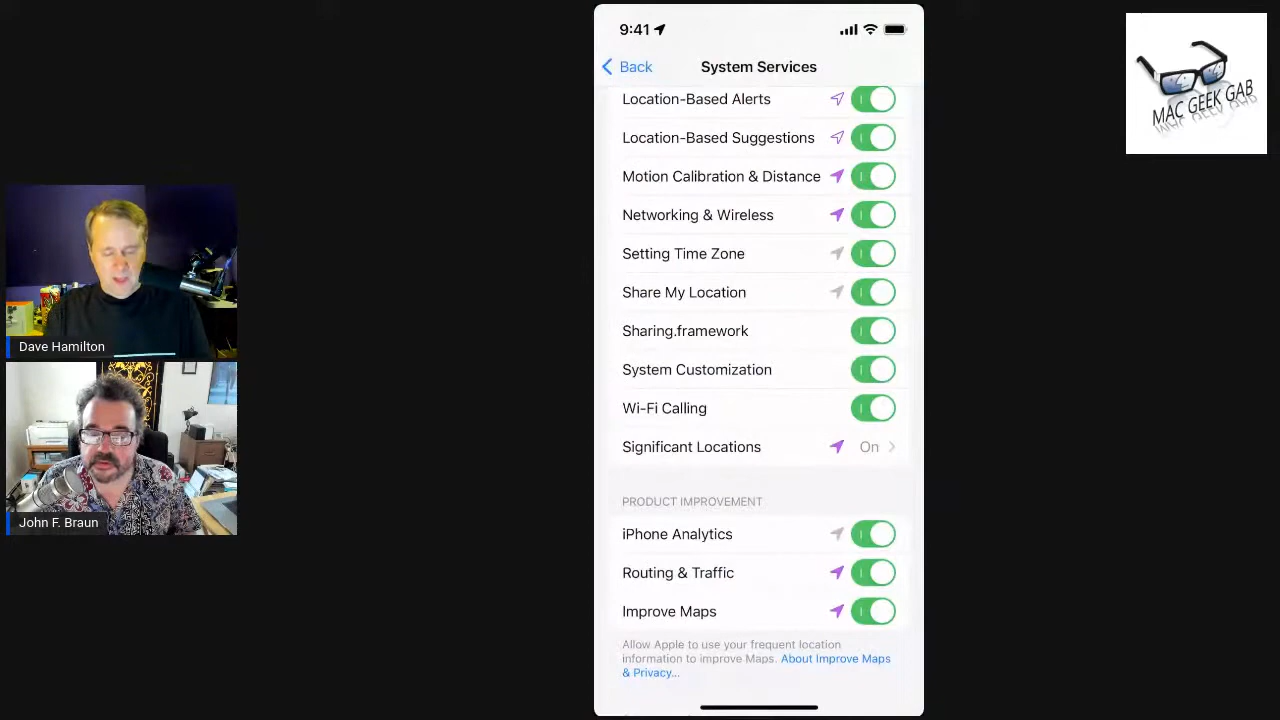 9:41
Back
System Services
Location-Based Alerts
Location-Based Suggestions
Motion Calibration & Distance
Networking & Wireless
Setting Time Zone
Share My Location
Sharing.framework
System Customization
Wi-Fi Calling
Significant Locations On
PRODUCT IMPROVEMENT
iPhone Analytics
Routing & Traffic
Improve Maps
Allow Apple to use your frequent location
information to improve Maps. About Improve Maps
& Privacy...
Dave Hamilton
John F. Braun
MAC GEEK GAB